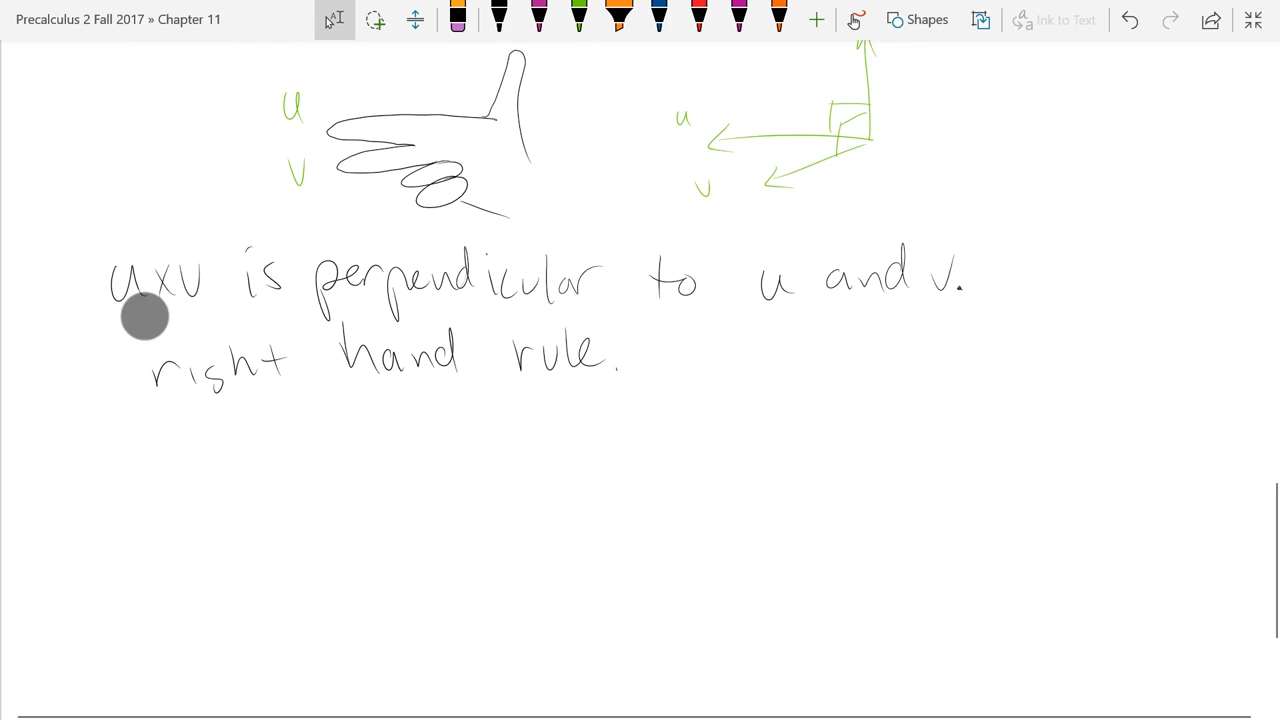 Precalculus 2 Fall 2017 » Chapter 11
Shapes
Ink to Text
u
v
u
v
u×v is perpendicular to u and v.
right hand rule.